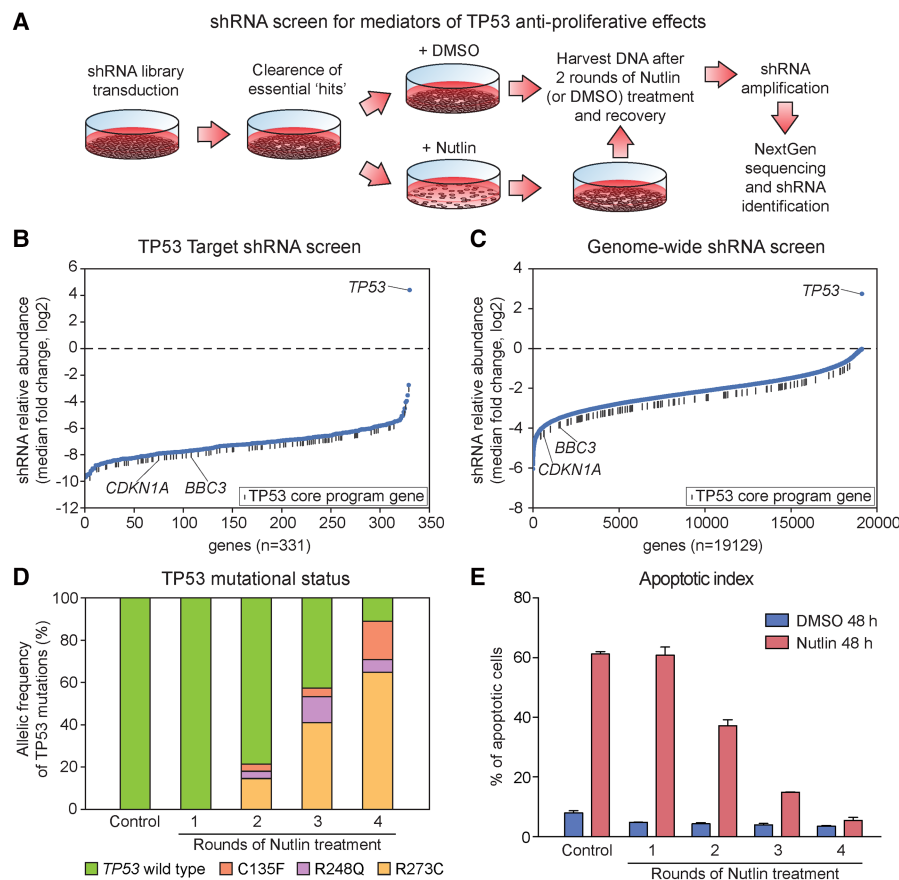 A
shRNA screen for mediators of TP53 anti-proliferative effects
shRNA library
transduction
Clearence of
essential ‘hits’
+ DMSO
+ Nutlin
Harvest DNA after
2 rounds of Nutlin
(or DMSO) treatment
and recovery
shRNA
amplification
NextGen
sequencing
and shRNA
identification
B
TP53 Target shRNA screen
shRNA relative abundance
(median fold change, log2)
6
4
2
0
-2
-4
-6
-8
-10
-12
TP53
CDKN1A
BBC3
TP53 core program gene
0
50
100
150
200
250
300
350
genes (n=331)
C
Genome-wide shRNA screen
shRNA relative abundance
(median fold change, log2)
4
2
0
-2
-4
-6
-8
TP53
BBC3
CDKN1A
TP53 core program gene
0
5000
10000
15000
20000
genes (n=19129)
D
TP53 mutational status
Allelic frequency
of TP53 mutations (%)
100
80
60
40
20
0
Control
1
2
3
4
Rounds of Nutlin treatment
TP53 wild type
C135F
R248Q
R273C
E
Apoptotic index
% of apoptotic cells
80
60
40
20
0
DMSO 48 h
Nutlin 48 h
Control
1
2
3
4
Rounds of Nutlin treatment